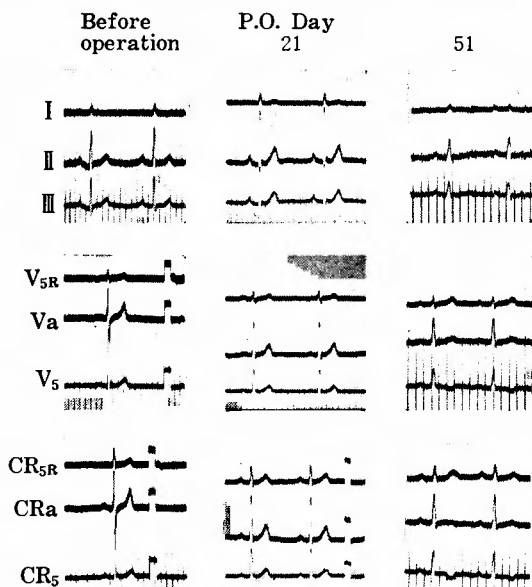 Before operation
P.O. Day
21
51
I
II
III
V5R
Va
V5
CR5R
CRa
CR5